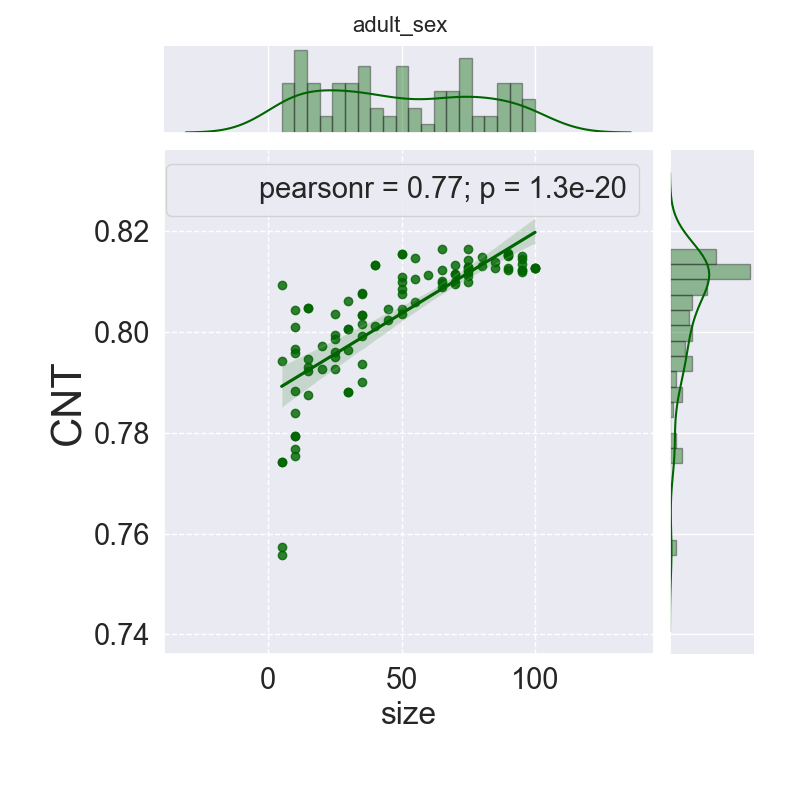 adult_sex
pearsonr = 0.77; p = 1.3e-20
0.82
0.80
0.78
0.76
0.74
CNT
0 50 100
size